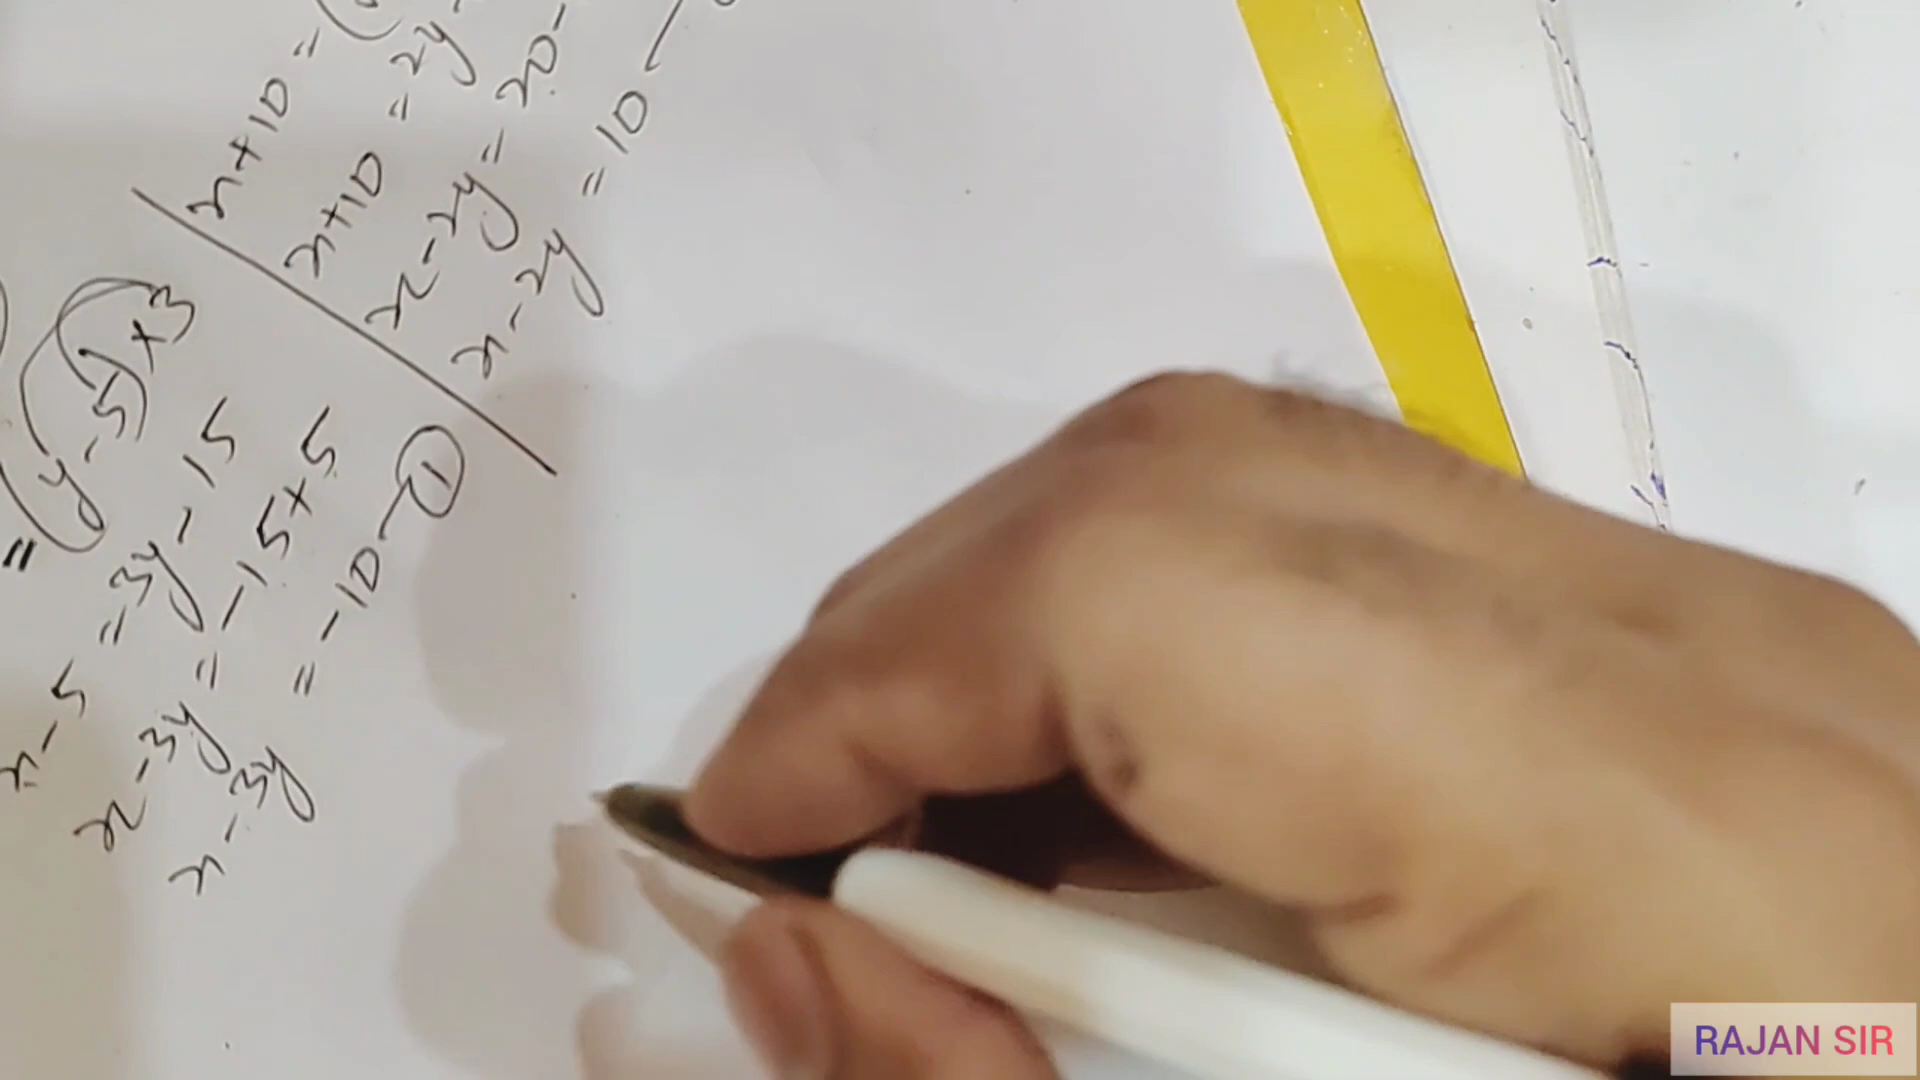 = (y-5)×3
x-5 = 3y-15
x-3y = -15+5
x-3y = -10 — ①
x+10 = (
x+10 = 2y
x-2y = 20-
x-2y = 10 —
RAJAN SIR